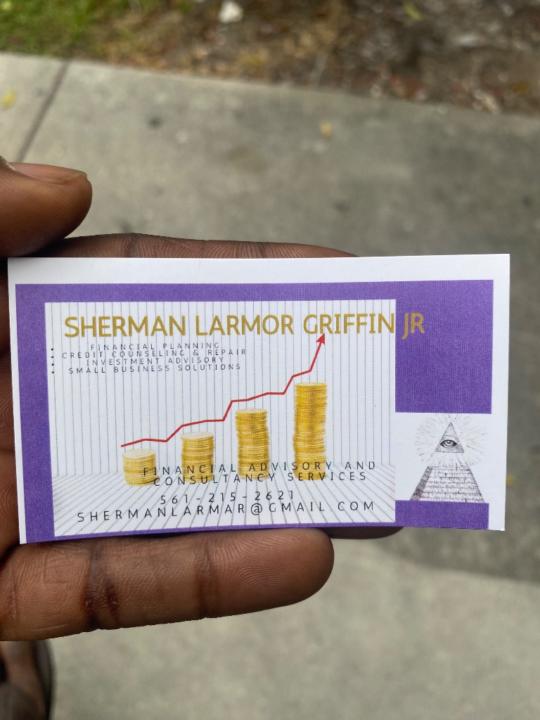 SHERMAN LARMOR GRIFFIN JR
FINANCIAL PLANNING
CREDIT COUNSELING & REPAIR
INVESTMENT ADVISORY
SMALL BUSINESS SOLUTIONS
FINANCIAL ADVISORY AND
CONSULTANCY SERVICES
561-215-2621
SHERMANLARMAR@GMAIL COM